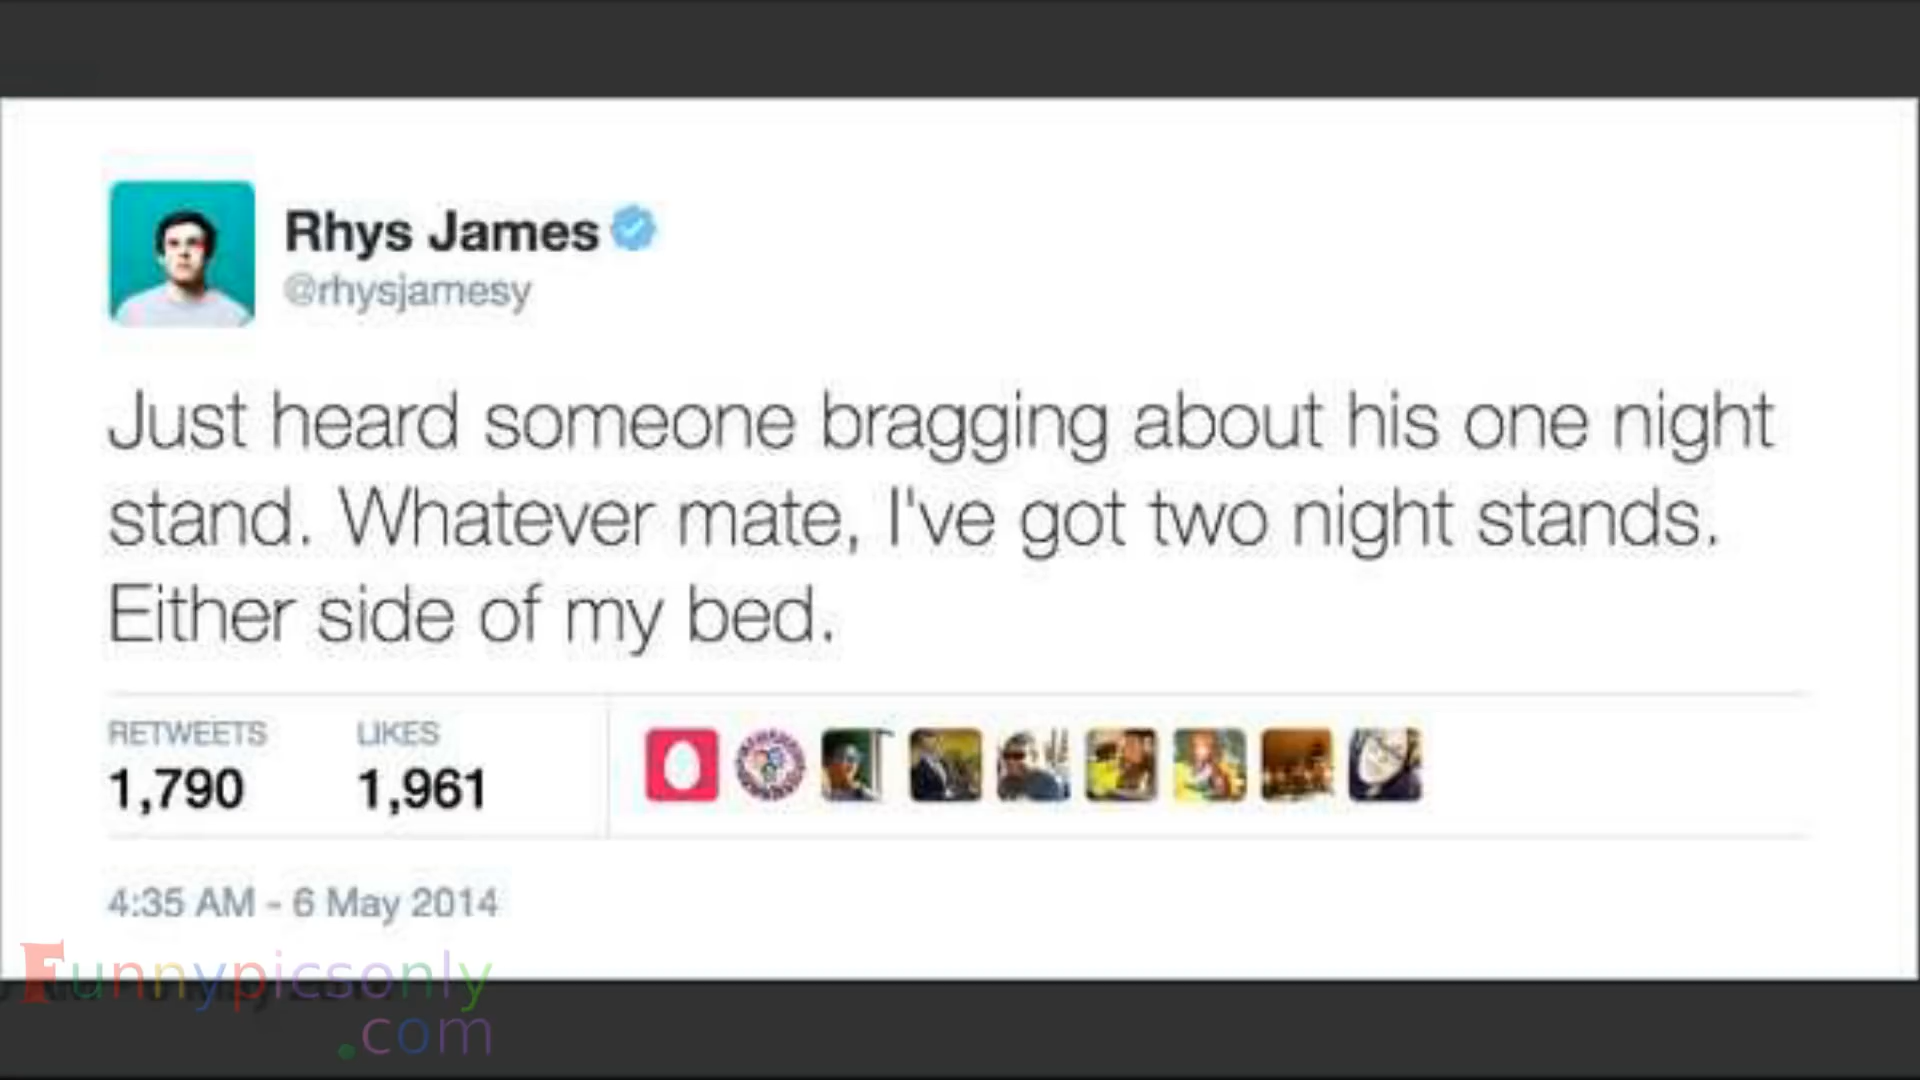 Rhys James
@rhysjamesy
Just heard someone bragging about his one night
stand. Whatever mate, I've got two night stands.
Either side of my bed.
RETWEETS LIKES
1,790 1,961
4:35 AM - 6 May 2014
Funnypicsonly
.com